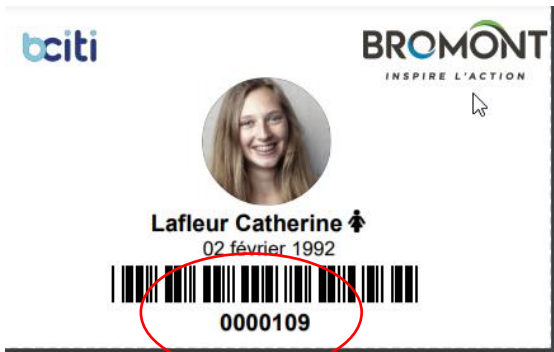 bciti
BROMONT
INSPIRE L'ACTION
Lafleur Catherine
02 février 1992
0000109